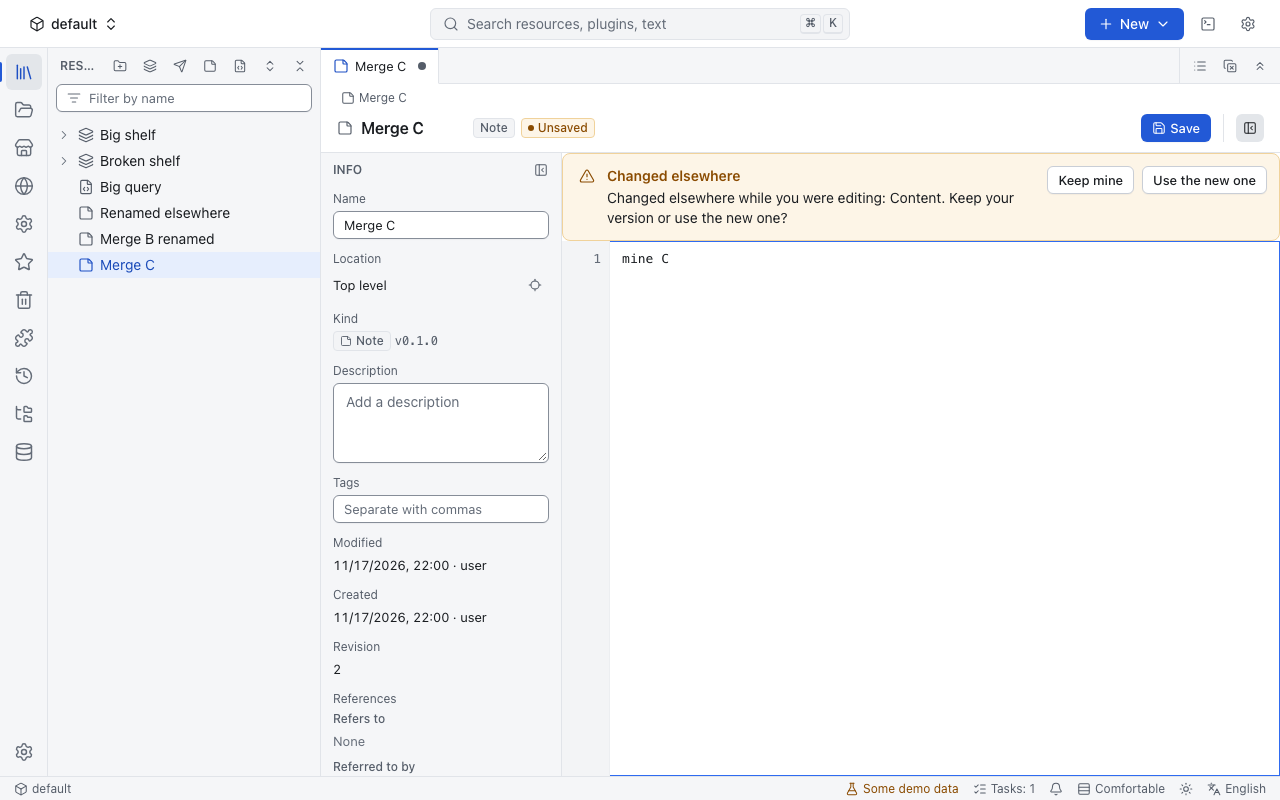 default
Search resources, plugins, text
⌘ K
New
RES...
Filter by name
Big shelf
Broken shelf
Big query
Renamed elsewhere
Merge B renamed
Merge C
Merge C
Merge C
Merge C
Note
Unsaved
Save
INFO
Name
Merge C
Location
Top level
Kind
Note v0.1.0
Description
Add a description
Tags
Separate with commas
Modified
11/17/2026, 22:00 · user
Created
11/17/2026, 22:00 · user
Revision
2
References
Refers to
None
Referred to by
Changed elsewhere
Changed elsewhere while you were editing: Content. Keep your
version or use the new one?
Keep mine
Use the new one
1 mine C
default
Some demo data
Tasks: 1
Comfortable
English